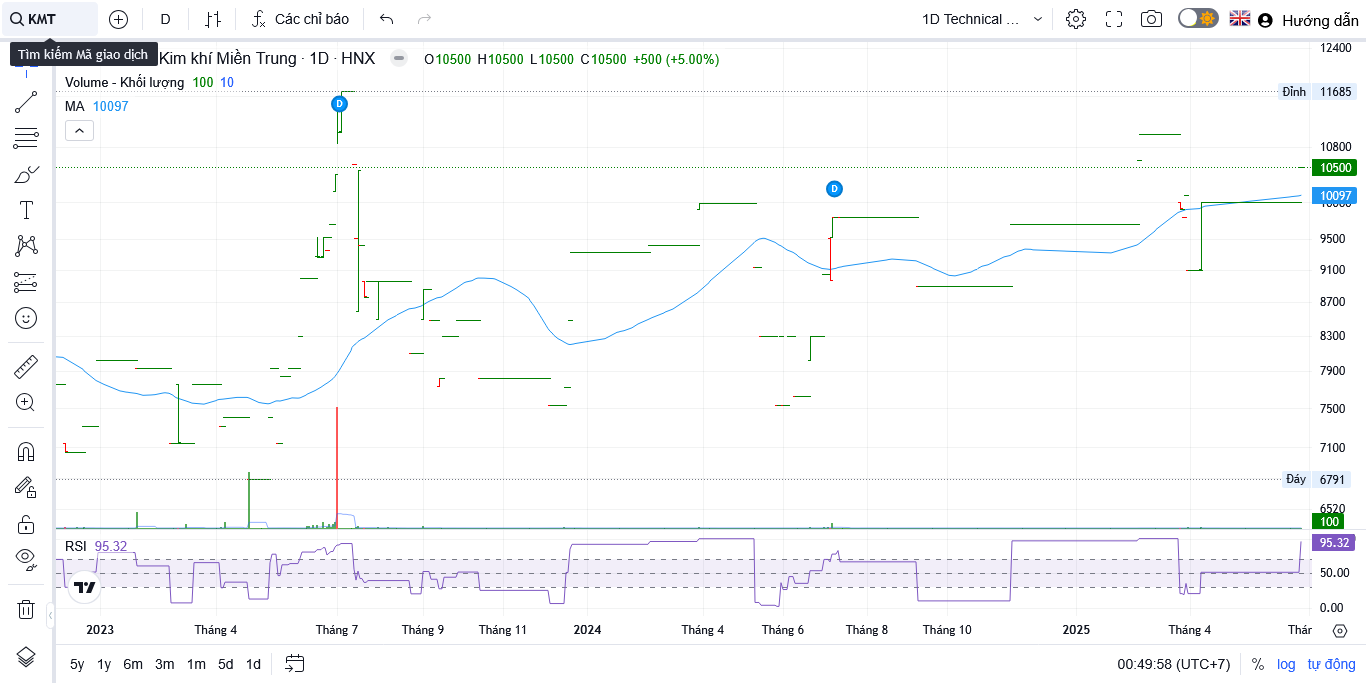 KMT
D
Các chỉ báo
1D Technical ...
Hướng dẫn
Tìm kiếm Mã giao dịch
Kim khí Miền Trung · 1D · HNX
O10500 H10500 L10500 C10500 +500 (+5.00%)
Volume - Khối lượng 100 10
MA 10097
D
D
12400
Đỉnh 11685
10800
10500
10097
10000
9500
9100
8700
8300
7900
7500
7100
Đáy 6791
6520
100
RSI 95.32
95.32
50.00
0.00
2023 Tháng 4 Tháng 7 Tháng 9 Tháng 11 2024 Tháng 4 Tháng 6 Tháng 8 Tháng 10 2025 Tháng 4 Thár
5y 1y 6m 3m 1m 5d 1d
00:49:58 (UTC+7) % log tự động